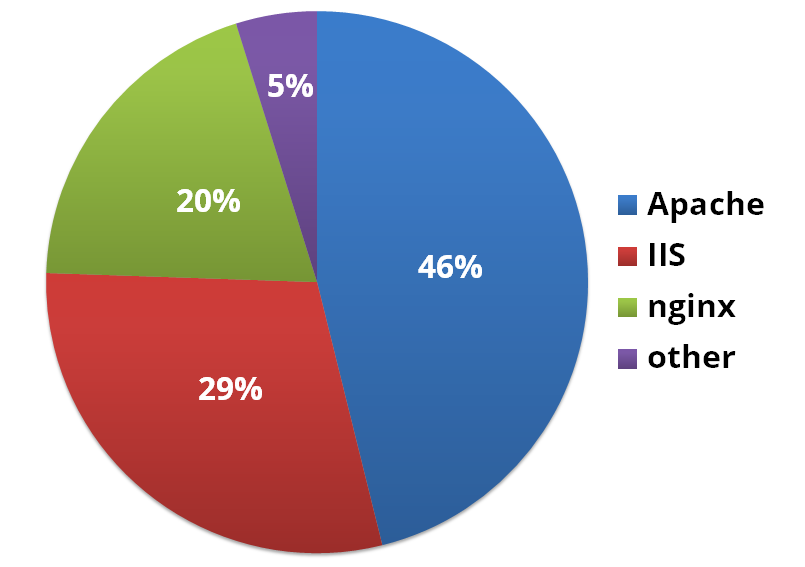 5%
20%
46%
29%
Apache
IIS
nginx
other